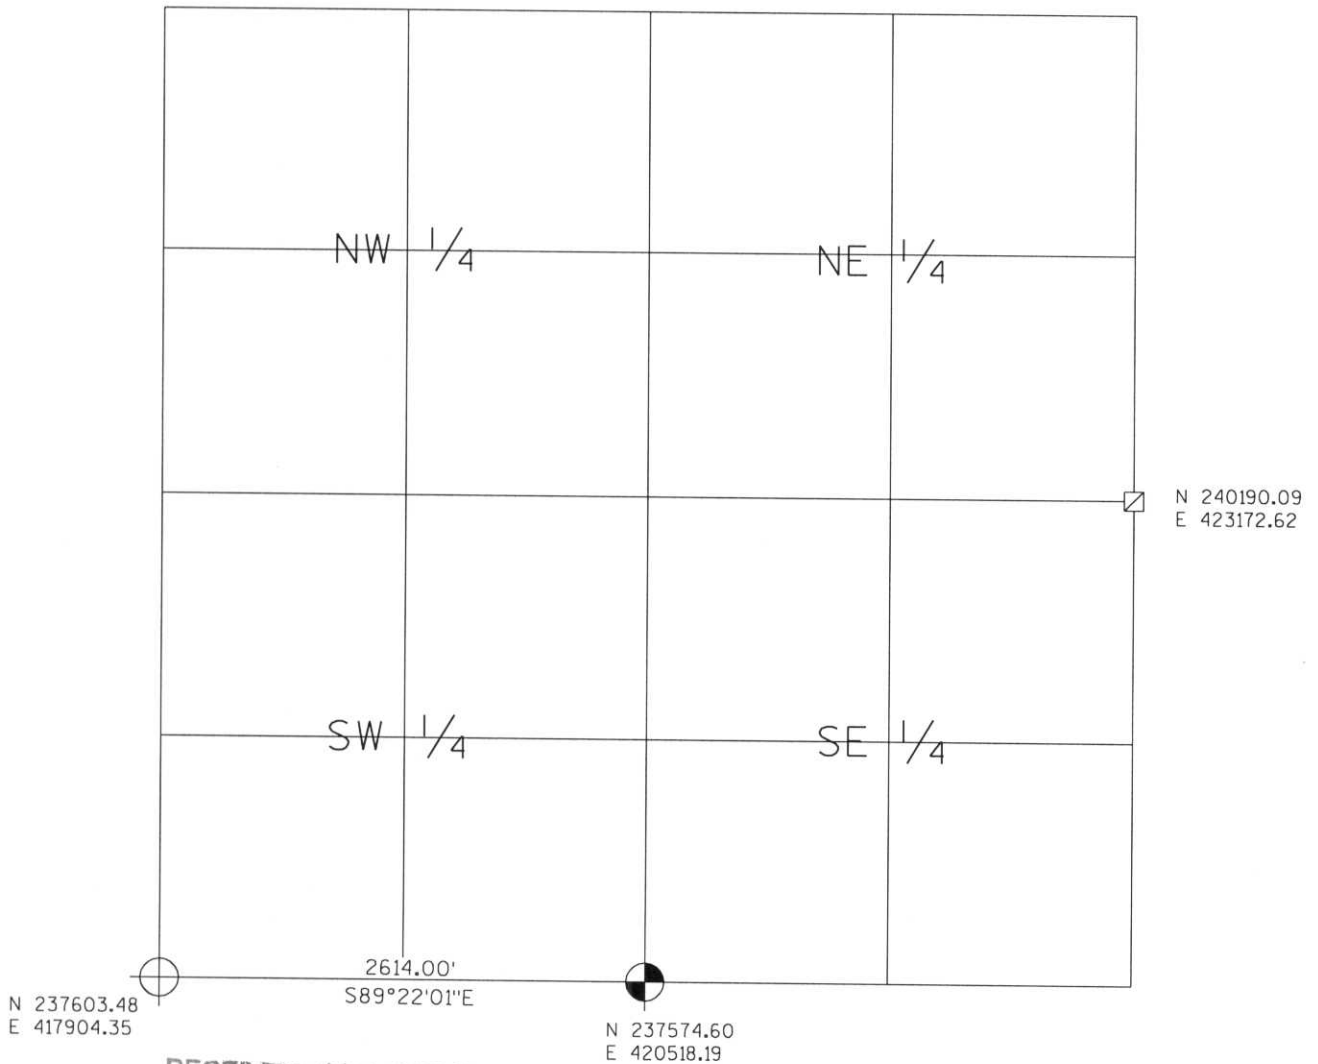 NW 1/4
NE 1/4
N 240190.09
E 423172.62
SW 1/4
SE 1/4
2614.00'
S89°22'01"E
N 237603.48
E 417904.35
N 237574.60
E 420518.19